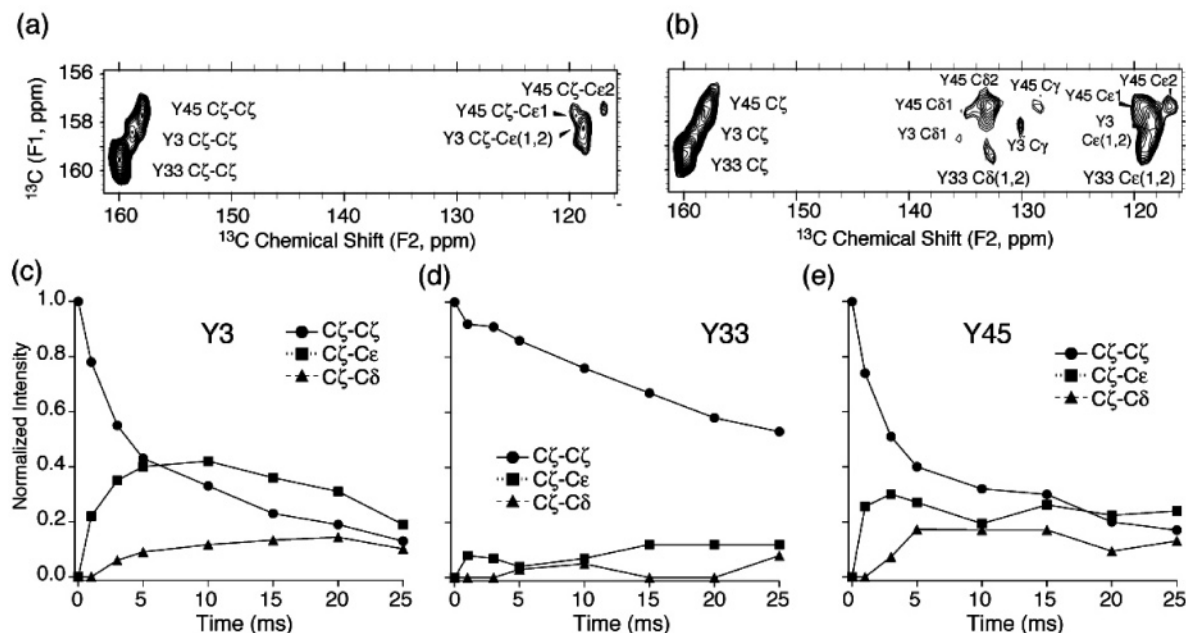 (a)
156
158
160
13C (F1, ppm)
Y45 Cζ-Cζ
Y3 Cζ-Cζ
Y33 Cζ-Cζ
Y45 Cζ-Cε2
Y45 Cζ-Cε1
Y3 Cζ-Cε(1,2)
160 150 140 130 120
13C Chemical Shift (F2, ppm)
(b)
156
158
160
Y45 Cζ
Y3 Cζ
Y33 Cζ
Y45 Cδ2
Y45 Cδ1
Y3 Cδ1
Y33 Cδ(1,2)
Y45 Cγ
Y3 Cγ
Y45 Cε2
Y45 Cε1
Y3
Cε(1,2)
Y33 Cε(1,2)
160 150 140 130 120
13C Chemical Shift (F2, ppm)
(c)
Y3
Cζ-Cζ
Cζ-Cε
Cζ-Cδ
Normalized Intensity
1.0
0.8
0.6
0.4
0.2
0.0
0 5 10 15 20 25
Time (ms)
(d)
Y33
Cζ-Cζ
Cζ-Cε
Cζ-Cδ
0 5 10 15 20 25
Time (ms)
(e)
Y45
Cζ-Cζ
Cζ-Cε
Cζ-Cδ
0 5 10 15 20 25
Time (ms)